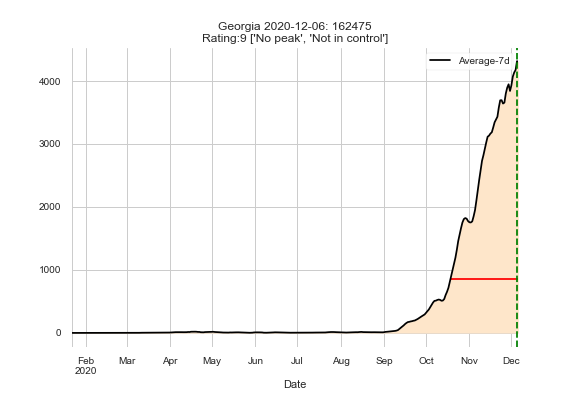 Georgia 2020-12-06: 162475
Rating:9 ['No peak', 'Not in control']
Average-7d
4000
3000
2000
1000
0
Feb Mar Apr May Jun Jul Aug Sep Oct Nov Dec
2020
Date